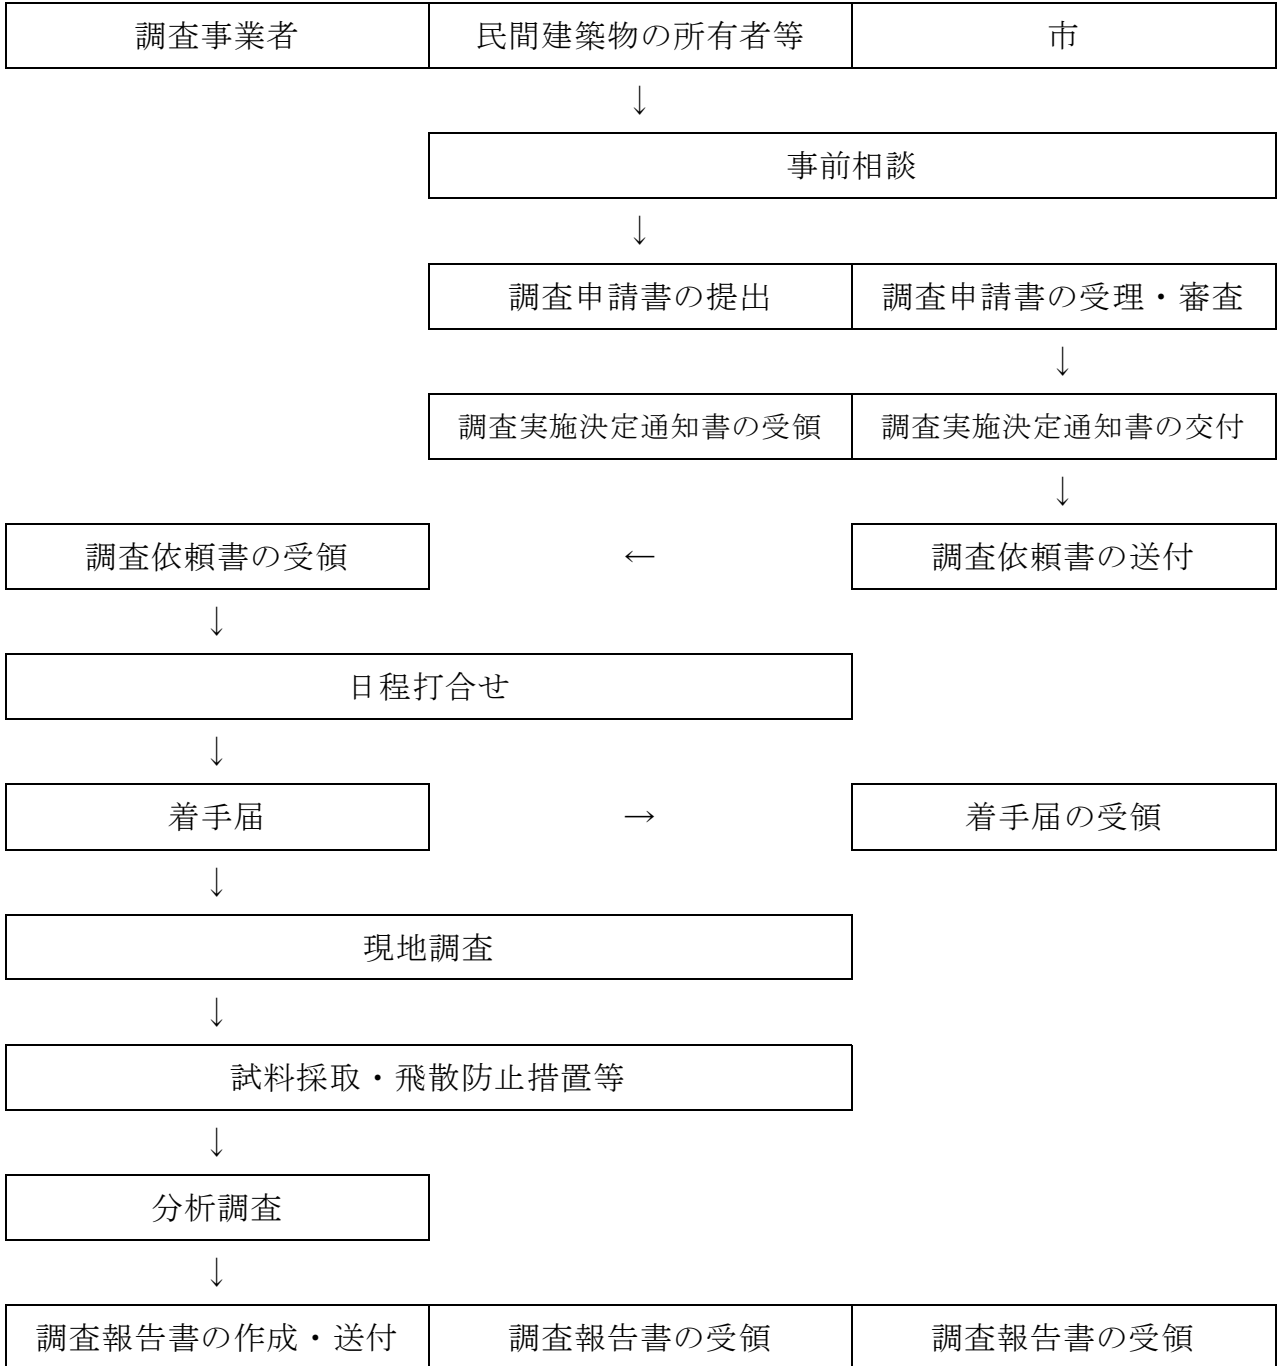 調査事業者 民間建築物の所有者等 市
↓
事前相談
↓
調査申請書の提出 調査申請書の受理・審査
↓
調査実施決定通知書の受領 調査実施決定通知書の交付
↓
調査依頼書の受領 ← 調査依頼書の送付
↓
日程打合せ
↓
着手届 → 着手届の受領
↓
現地調査
↓
試料採取・飛散防止措置等
↓
分析調査
↓
調査報告書の作成・送付 調査報告書の受領 調査報告書の受領